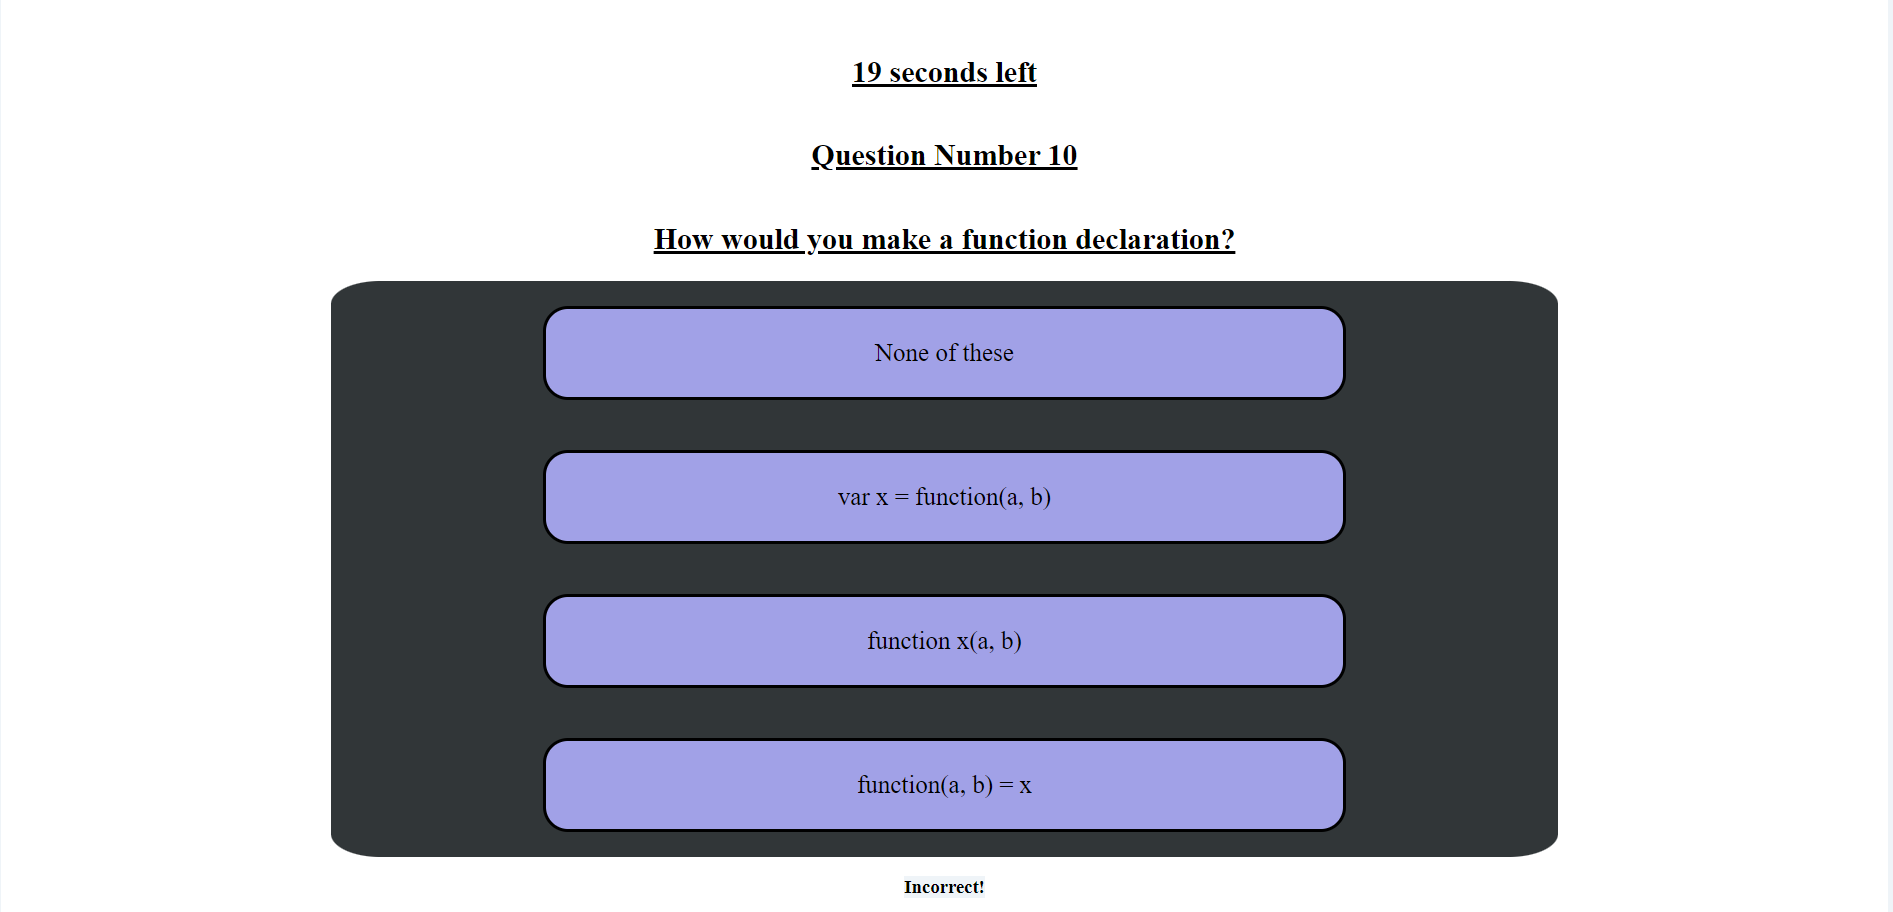 19 seconds left
Question Number 10
How would you make a function declaration?
None of these
var x = function(a, b)
function x(a, b)
function(a, b) = x
Incorrect!